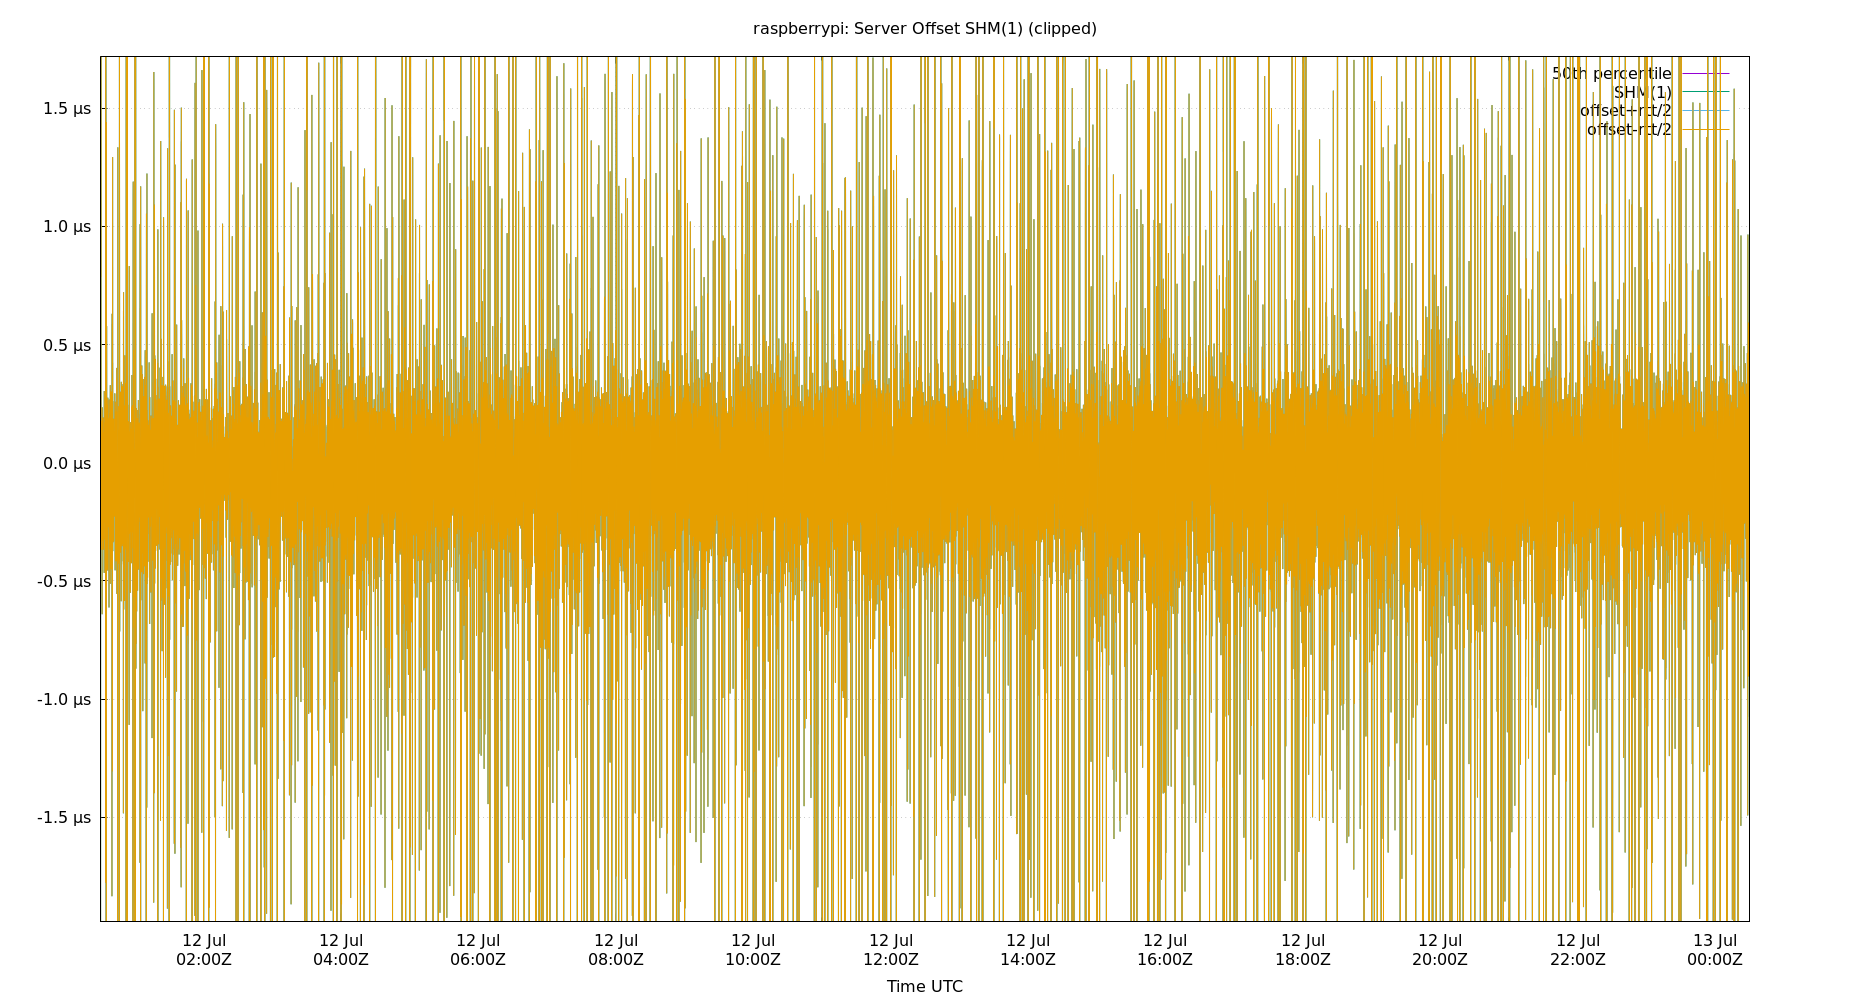 raspberrypi: Server Offset SHM(1) (clipped)
50th percentile
SHM(1)
offset+rtt/2
offset-rtt/2
1.5 µs
1.0 µs
0.5 µs
0.0 µs
-0.5 µs
-1.0 µs
-1.5 µs
12 Jul 12 Jul 12 Jul 12 Jul 12 Jul 12 Jul 12 Jul 12 Jul 12 Jul 12 Jul 12 Jul 13 Jul
02:00Z 04:00Z 06:00Z 08:00Z 10:00Z 12:00Z 14:00Z 16:00Z 18:00Z 20:00Z 22:00Z 00:00Z
Time UTC